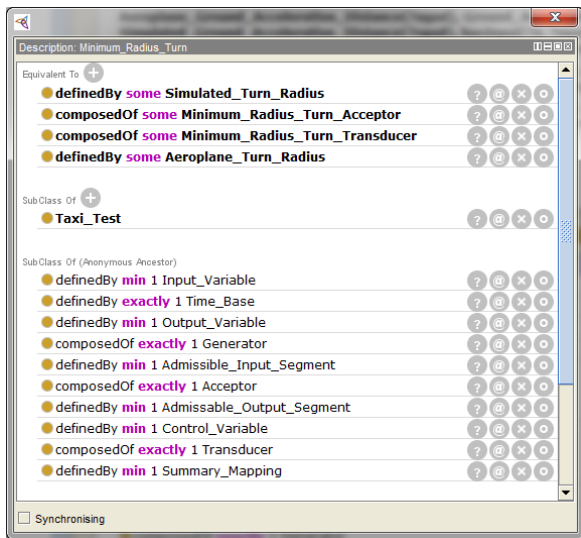 Description: Minimum_Radius_Turn
Equivalent To
definedBy some Simulated_Turn_Radius
composedOf some Minimum_Radius_Turn_Acceptor
composedOf some Minimum_Radius_Turn_Transducer
definedBy some Aeroplane_Turn_Radius
SubClass Of
Taxi_Test
SubClass Of (Anonymous Ancestor)
definedBy min 1 Input_Variable
definedBy exactly 1 Time_Base
definedBy min 1 Output_Variable
composedOf exactly 1 Generator
definedBy min 1 Admissible_Input_Segment
composedOf exactly 1 Acceptor
definedBy min 1 Admissable_Output_Segment
definedBy min 1 Control_Variable
composedOf exactly 1 Transducer
definedBy min 1 Summary_Mapping
Synchronising